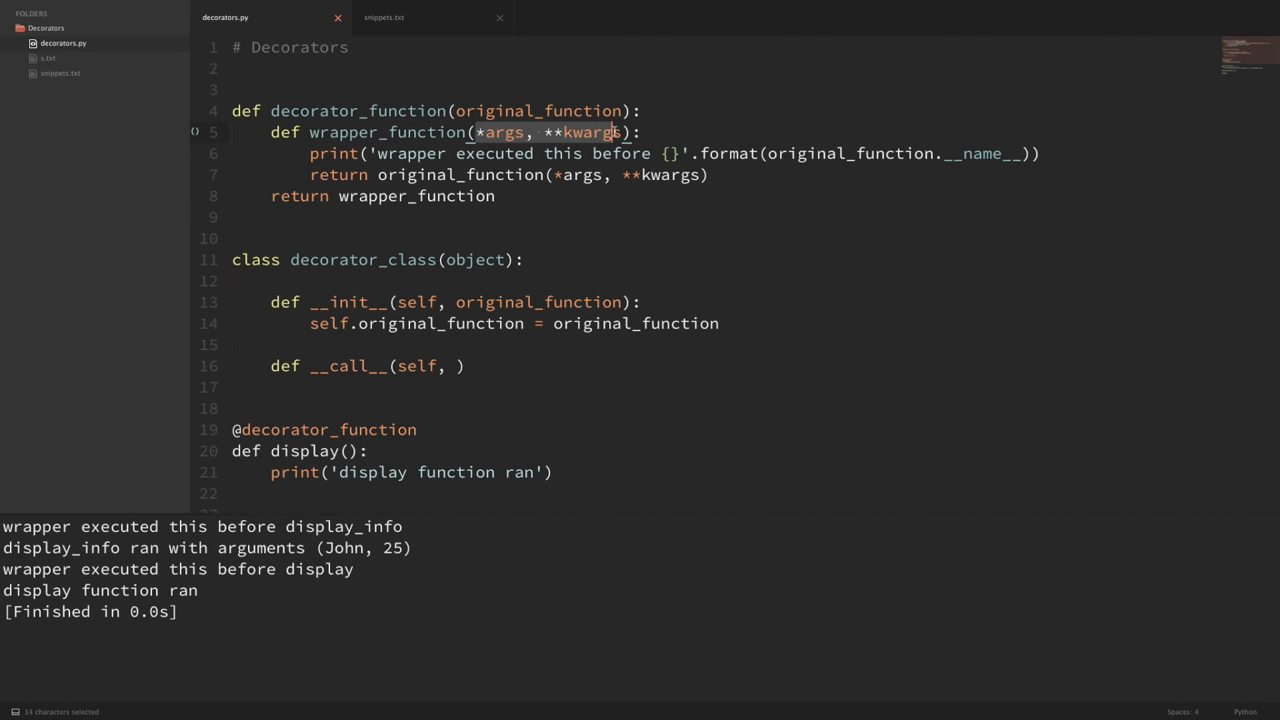 FOLDERS
Decorators
decorators.py
s.txt
snippets.txt
decorators.py
snippets.txt
1 # Decorators
2
3
4 def decorator_function(original_function):
5     def wrapper_function(*args, **kwargs):
6         print('wrapper executed this before {}'.format(original_function.__name__))
7         return original_function(*args, **kwargs)
8     return wrapper_function
9
10
11 class decorator_class(object):
12
13     def __init__(self, original_function):
14         self.original_function = original_function
15
16     def __call__(self, )
17
18
19 @decorator_function
20 def display():
21     print('display function ran')
22
wrapper executed this before display_info
display_info ran with arguments (John, 25)
wrapper executed this before display
display function ran
[Finished in 0.0s]
14 characters selected
Spaces: 4
Python